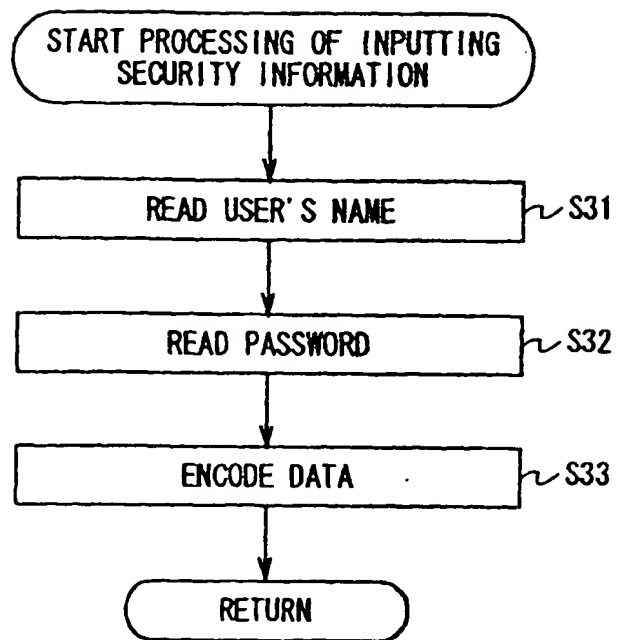 START PROCESSING OF INPUTTING
SECURITY INFORMATION
READ USER'S NAME
S31
READ PASSWORD
S32
ENCODE DATA
S33
RETURN